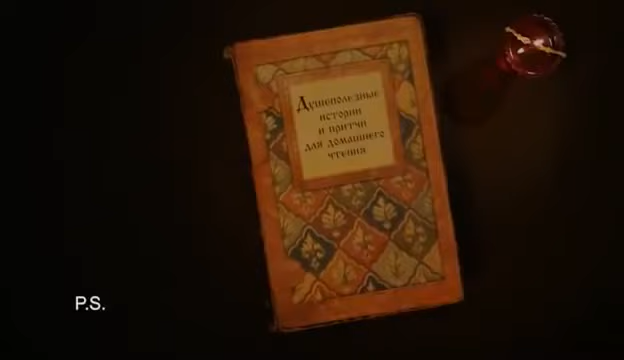 Душеполезные
истории
и притчи
для домашнего
чтения
P.S.